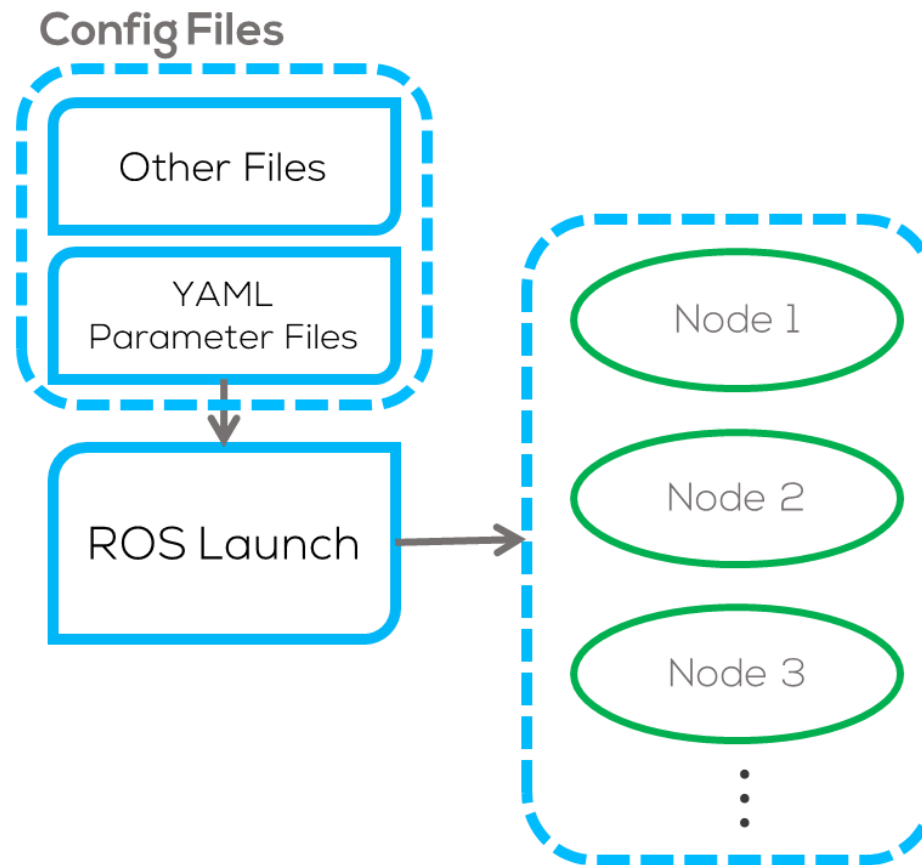 Config Files
Other Files
YAML
Parameter Files
ROS Launch
Node 1
Node 2
Node 3